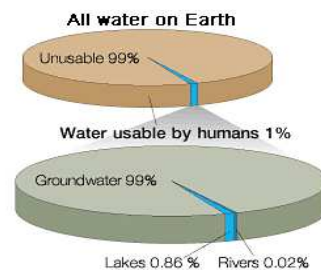 All water on Earth
Unusable 99%
Water usable by humans 1%
Groundwater 99%
Lakes 0.86 % Rivers 0.02%